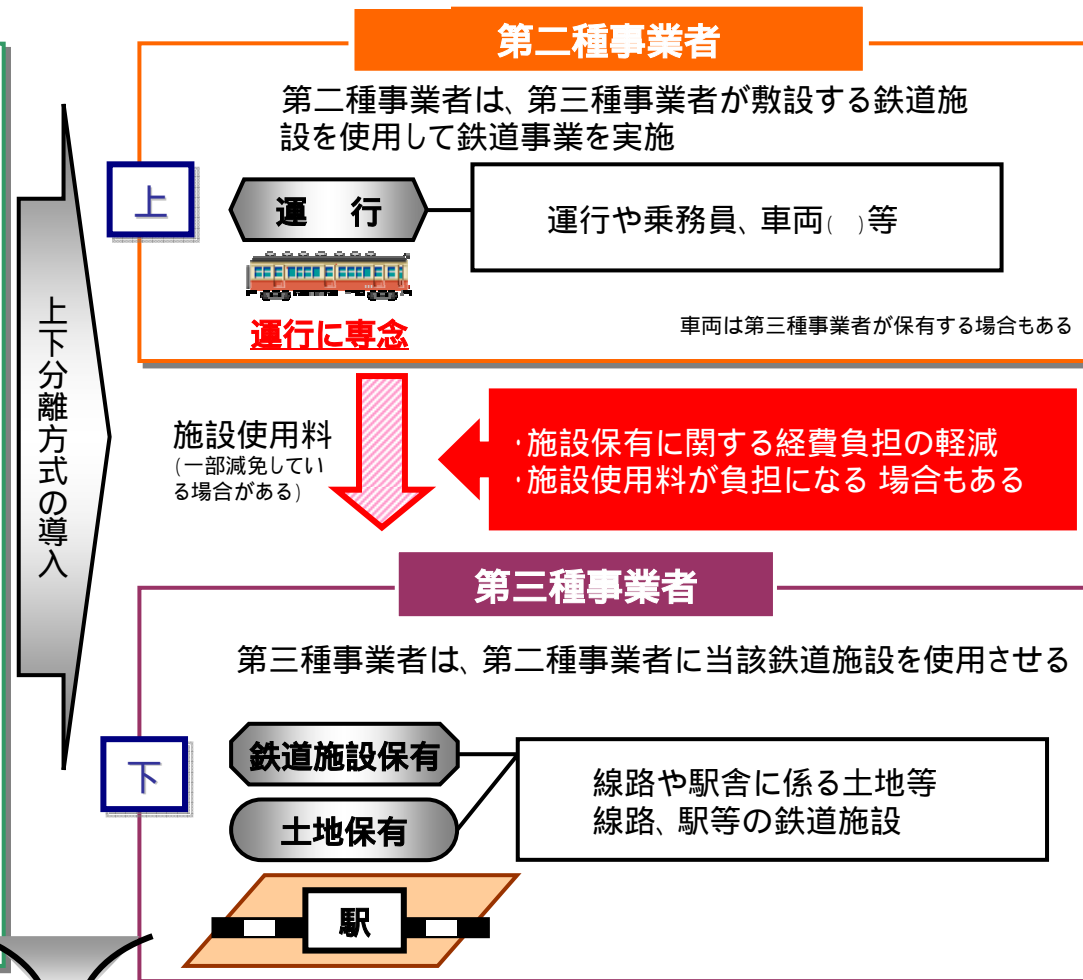 上下分離方式の導入
第二種事業者
第二種事業者は、第三種事業者が敷設する鉄道施
設を使用して鉄道事業を実施
上
運 行
運行や乗務員、車両( )等
運行に専念
車両は第三種事業者が保有する場合もある
施設使用料
(一部減免してい
る場合がある)
・施設保有に関する経費負担の軽減
・施設使用料が負担になる 場合もある
第三種事業者
第三種事業者は、第二種事業者に当該鉄道施設を使用させる
下
鉄道施設保有
土地保有
線路や駅舎に係る土地等
線路、駅等の鉄道施設
駅